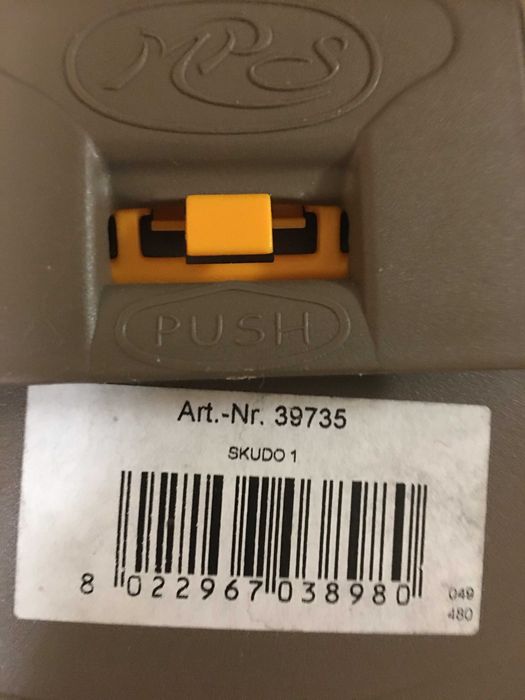 MPS
PUSH
Art.-Nr. 39735
SKUDO 1
8 022967 038980
049
480